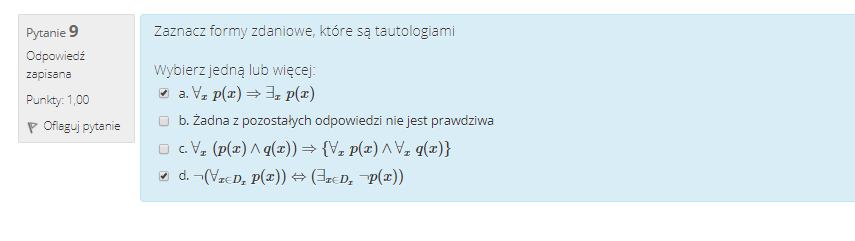 Pytanie 9
Odpowiedź
zapisana
Punkty: 1,00
Oflaguj pytanie
Zaznacz formy zdaniowe, które są tautologiami
Wybierz jedną lub więcej:
a. ∀ₓ p(x) ⇒ ∃ₓ p(x)
b. Żadna z pozostałych odpowiedzi nie jest prawdziwa
c. ∀ₓ (p(x) ∧ q(x)) ⇒ {∀ₓ p(x) ∧ ∀ₓ q(x)}
d. ¬(∀_{x∈Dₓ} p(x)) ⇔ (∃_{x∈Dₓ} ¬p(x))